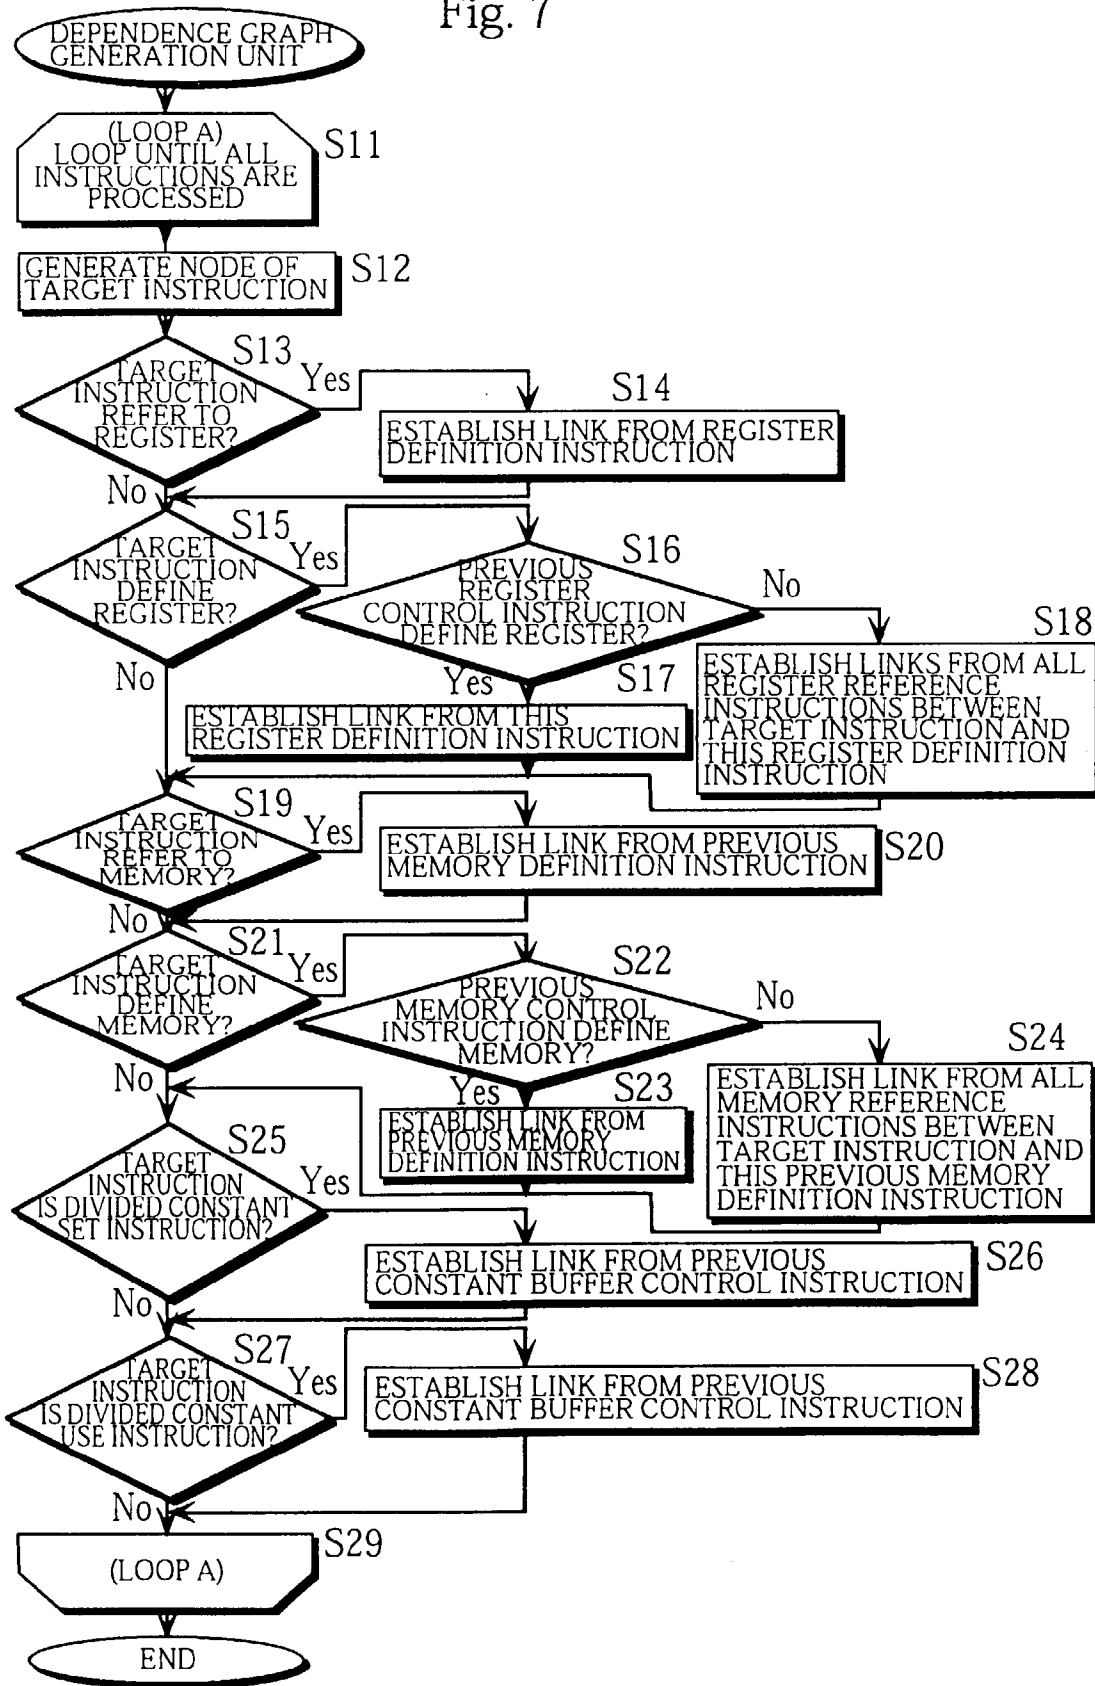 Fig. 7
DEPENDENCE GRAPH
GENERATION UNIT
(LOOP A)
LOOP UNTIL ALL
INSTRUCTIONS ARE
PROCESSED
S11
GENERATE NODE OF
TARGET INSTRUCTION
S12
S13
TARGET
INSTRUCTION
REFER TO
REGISTER?
Yes
No
S14
ESTABLISH LINK FROM REGISTER
DEFINITION INSTRUCTION
S15
TARGET
INSTRUCTION
DEFINE
REGISTER?
Yes
No
S16
PREVIOUS
REGISTER
CONTROL INSTRUCTION
DEFINE REGISTER?
No
Yes
S17
ESTABLISH LINK FROM THIS
REGISTER DEFINITION INSTRUCTION
S18
ESTABLISH LINKS FROM ALL
REGISTER REFERENCE
INSTRUCTIONS BETWEEN
TARGET INSTRUCTION AND
THIS REGISTER DEFINITION
INSTRUCTION
S19
TARGET
INSTRUCTION
REFER TO
MEMORY?
Yes
No
ESTABLISH LINK FROM PREVIOUS
MEMORY DEFINITION INSTRUCTION
S20
S21
TARGET
INSTRUCTION
DEFINE
MEMORY?
Yes
No
S22
PREVIOUS
MEMORY CONTROL
INSTRUCTION DEFINE
MEMORY?
No
Yes
S23
ESTABLISH LINK FROM
PREVIOUS MEMORY
DEFINITION INSTRUCTION
S24
ESTABLISH LINK FROM ALL
MEMORY REFERENCE
INSTRUCTIONS BETWEEN
TARGET INSTRUCTION AND
THIS PREVIOUS MEMORY
DEFINITION INSTRUCTION
S25
TARGET
INSTRUCTION
IS DIVIDED CONSTANT
SET INSTRUCTION?
Yes
No
ESTABLISH LINK FROM PREVIOUS
CONSTANT BUFFER CONTROL INSTRUCTION
S26
S27
TARGET
INSTRUCTION
IS DIVIDED CONSTANT
USE INSTRUCTION?
Yes
No
ESTABLISH LINK FROM PREVIOUS
CONSTANT BUFFER CONTROL INSTRUCTION
S28
(LOOP A)
S29
END